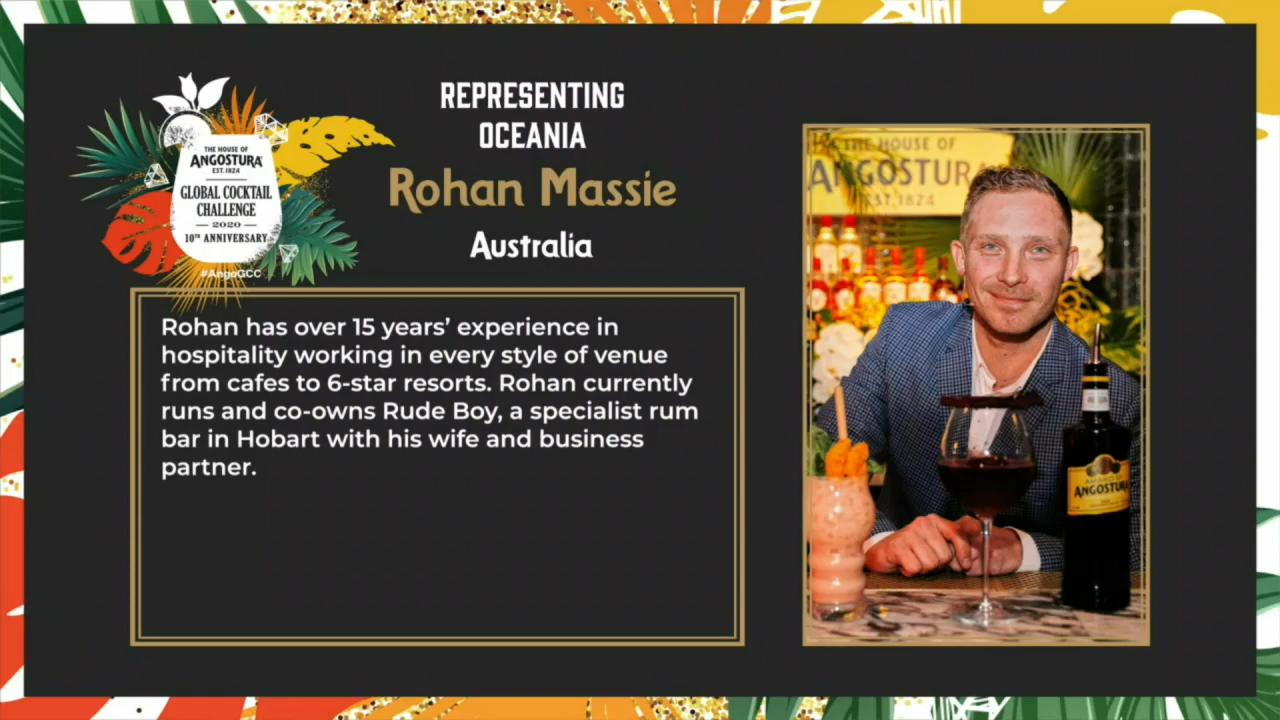 THE HOUSE OF
ANGOSTURA
EST. 1824
GLOBAL COCKTAIL
CHALLENGE
2020
10TH ANNIVERSARY
#AngoGCC
REPRESENTING
OCEANIA
Rohan Massie
Australia
Rohan has over 15 years’ experience in
hospitality working in every style of venue
from cafes to 6-star resorts. Rohan currently
runs and co-owns Rude Boy, a specialist rum
bar in Hobart with his wife and business
partner.
THE HOUSE OF
ANGOSTUR
EST. 1824
AMARO DI
ANGOSTURA